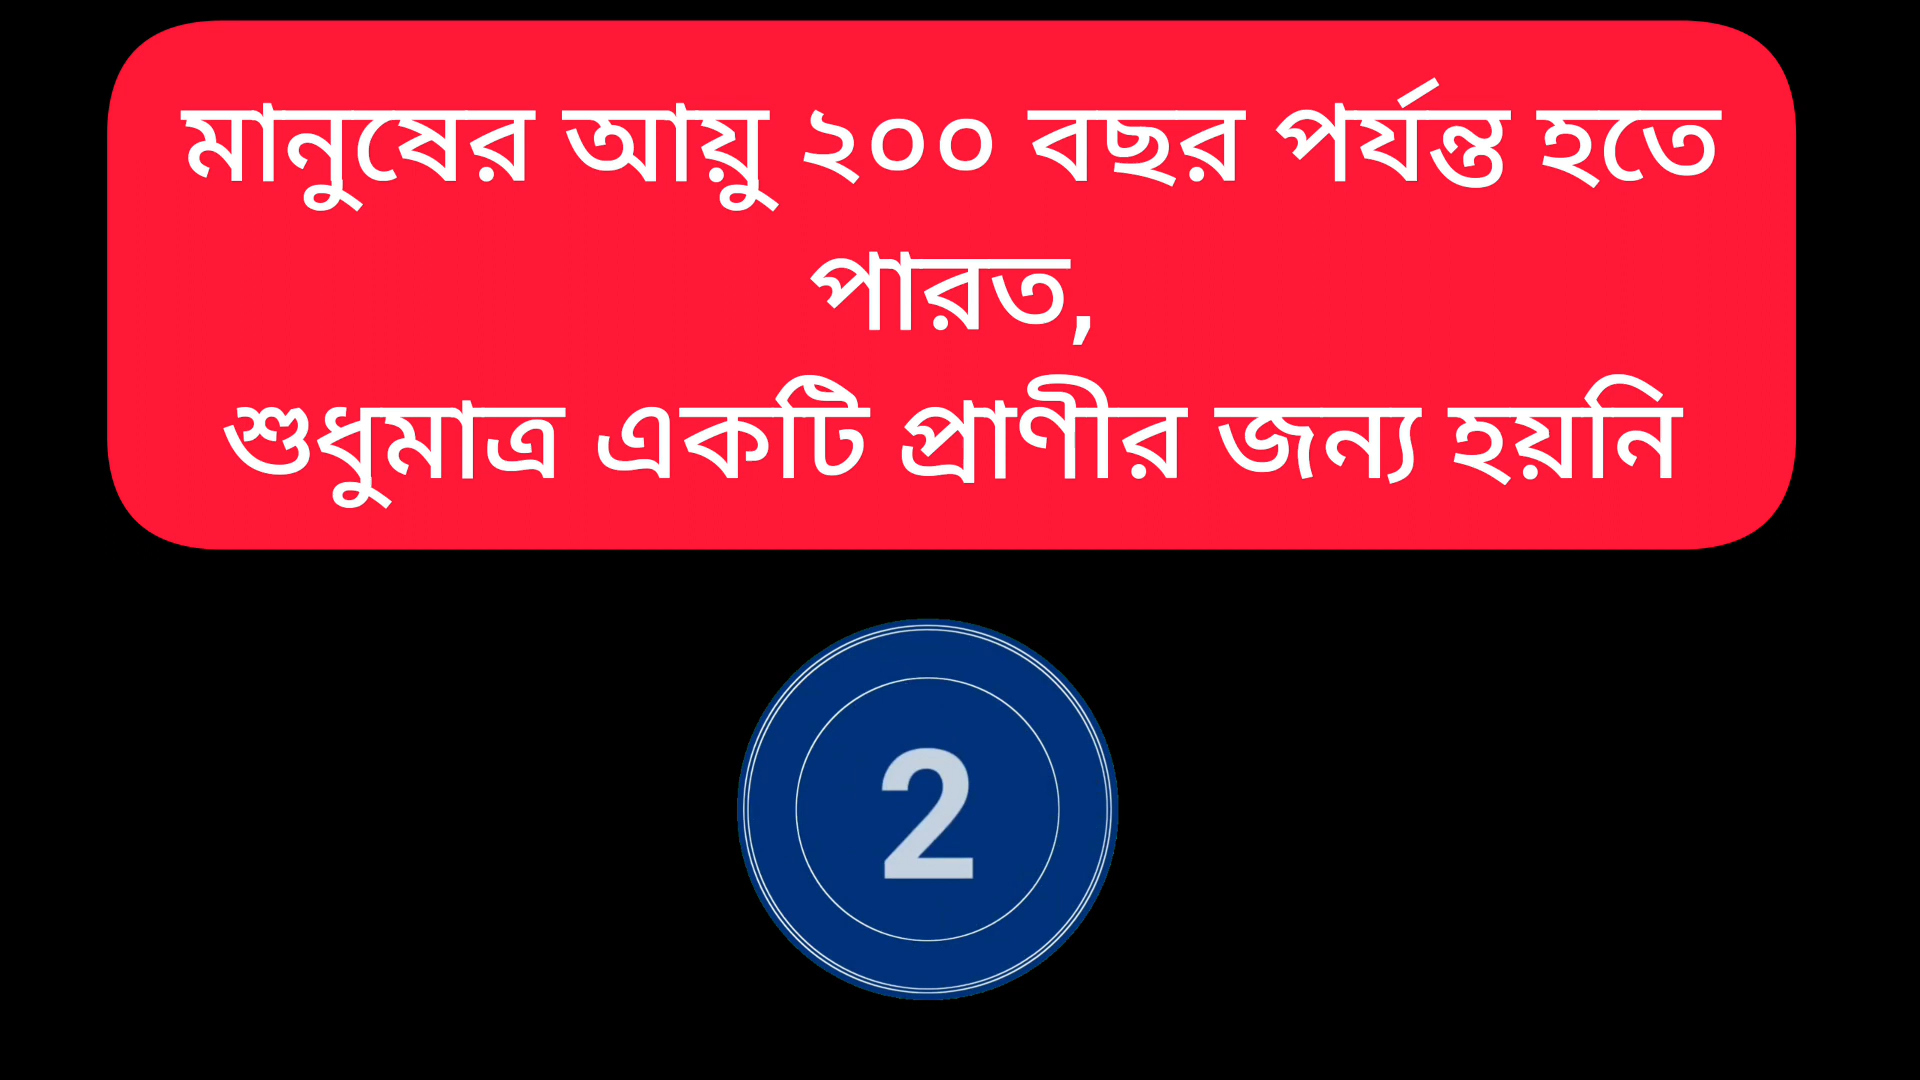 মানুষের আয়ু ২০০ বছর পর্যন্ত হতে
পারত,
শুধুমাত্র একটি প্রাণীর জন্য হয়নি
2